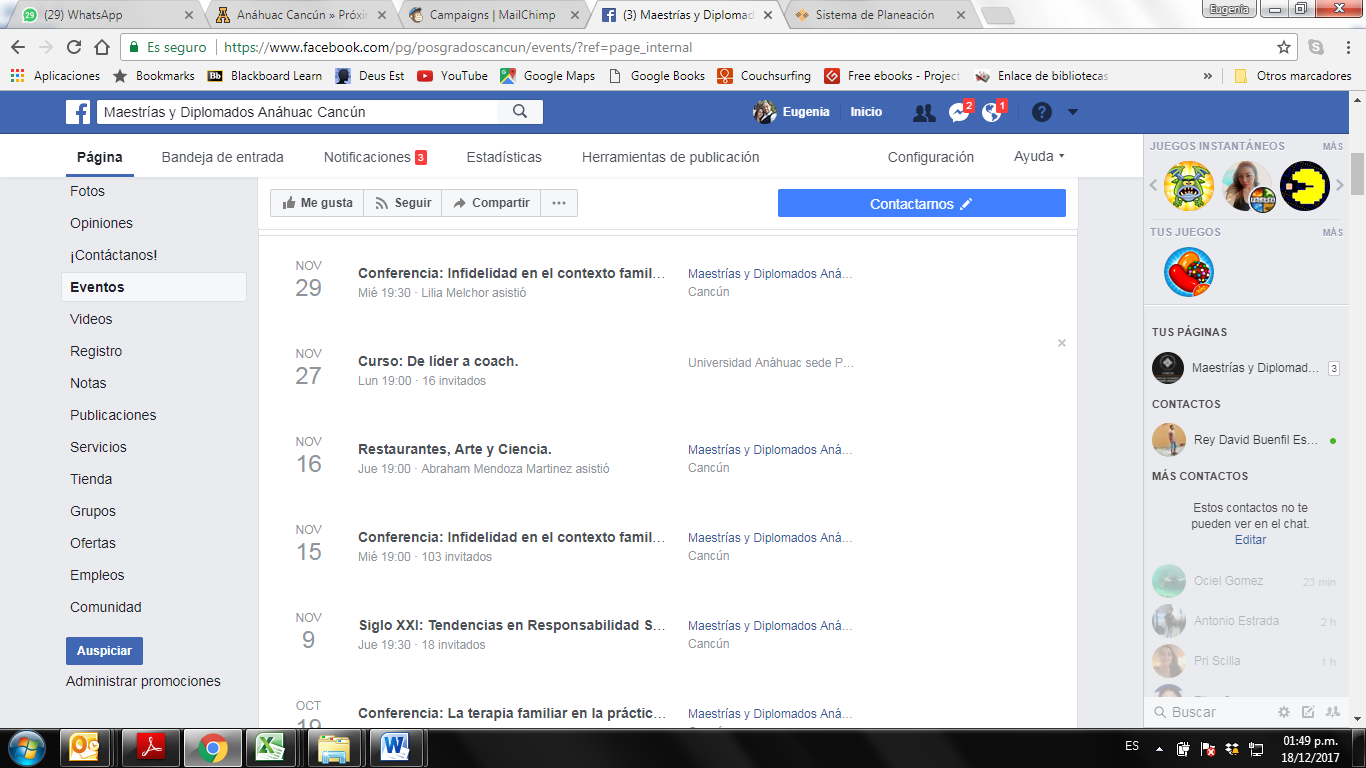 (29) WhatsApp
Anáhuac Cancún » Próxin
Campaigns | MailChimp
(3) Maestrías y Diplomad
Sistema de Planeación
Eugenia
Es seguro
https://www.facebook.com/pg/posgradoscancun/events/?ref=page_internal
Aplicaciones
Bookmarks
Bb
Blackboard Learn
Deus Est
YouTube
Google Maps
Google Books
Couchsurfing
Free ebooks - Project
Enlace de bibliotecas
»
Otros marcadores
Maestrías y Diplomados Anáhuac Cancún
Eugenia
Inicio
2
1
Página
Bandeja de entrada
Notificaciones 3
Estadísticas
Herramientas de publicación
Configuración
Ayuda
Fotos
Opiniones
¡Contáctanos!
Eventos
Videos
Registro
Notas
Publicaciones
Servicios
Tienda
Grupos
Ofertas
Empleos
Comunidad
Auspiciar
Administrar promociones
Me gusta
Seguir
Compartir
Contactarnos
NOV
29
Conferencia: Infidelidad en el contexto famil...
Mié 19:30 · Lilia Melchor asistió
Maestrías y Diplomados Aná...
Cancún
NOV
27
Curso: De líder a coach.
Lun 19:00 · 16 invitados
Universidad Anáhuac sede P...
NOV
16
Restaurantes, Arte y Ciencia.
Jue 19:00 · Abraham Mendoza Martinez asistió
Maestrías y Diplomados Aná...
Cancún
NOV
15
Conferencia: Infidelidad en el contexto famil...
Mié 19:00 · 103 invitados
Maestrías y Diplomados Aná...
Cancún
NOV
9
Siglo XXI: Tendencias en Responsabilidad S...
Jue 19:30 · 18 invitados
Maestrías y Diplomados Aná...
Cancún
OCT
19
Conferencia: La terapia familiar en la práctic...
Maestrías y Diplomados Aná...
JUEGOS INSTANTÁNEOS
MÁS
TUS JUEGOS
MÁS
TUS PÁGINAS
Maestrías y Diplomad...
3
CONTACTOS
Rey David Buenfil Es...
MÁS CONTACTOS
Estos contactos no te
pueden ver en el chat.
Editar
Ociel Gomez
23 min
Antonio Estrada
2 h
Pri Scilla
1 h
Buscar
ES
01:49 p.m.
18/12/2017